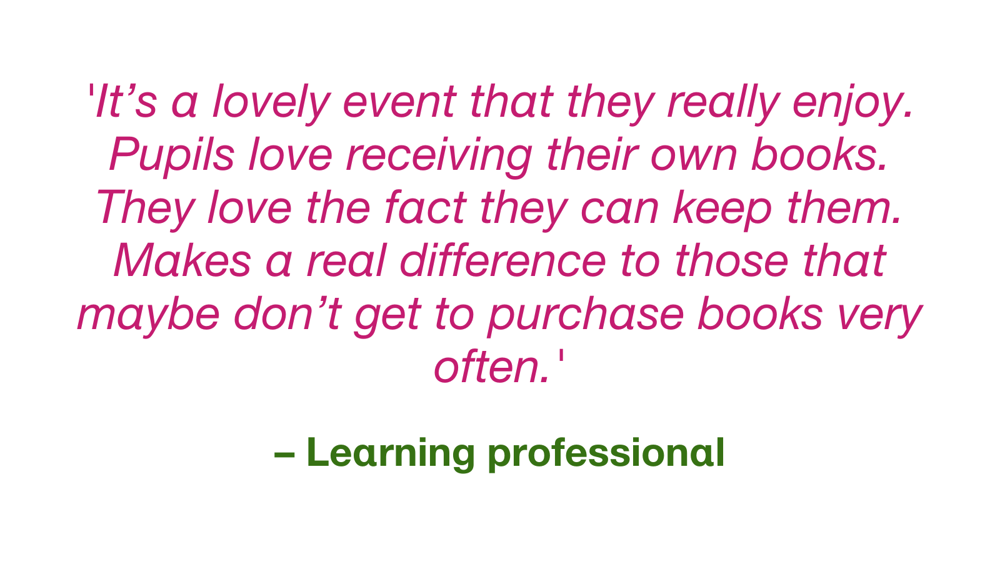 'It’s a lovely event that they really enjoy.
Pupils love receiving their own books.
They love the fact they can keep them.
Makes a real difference to those that
maybe don’t get to purchase books very
often.'
– Learning professional